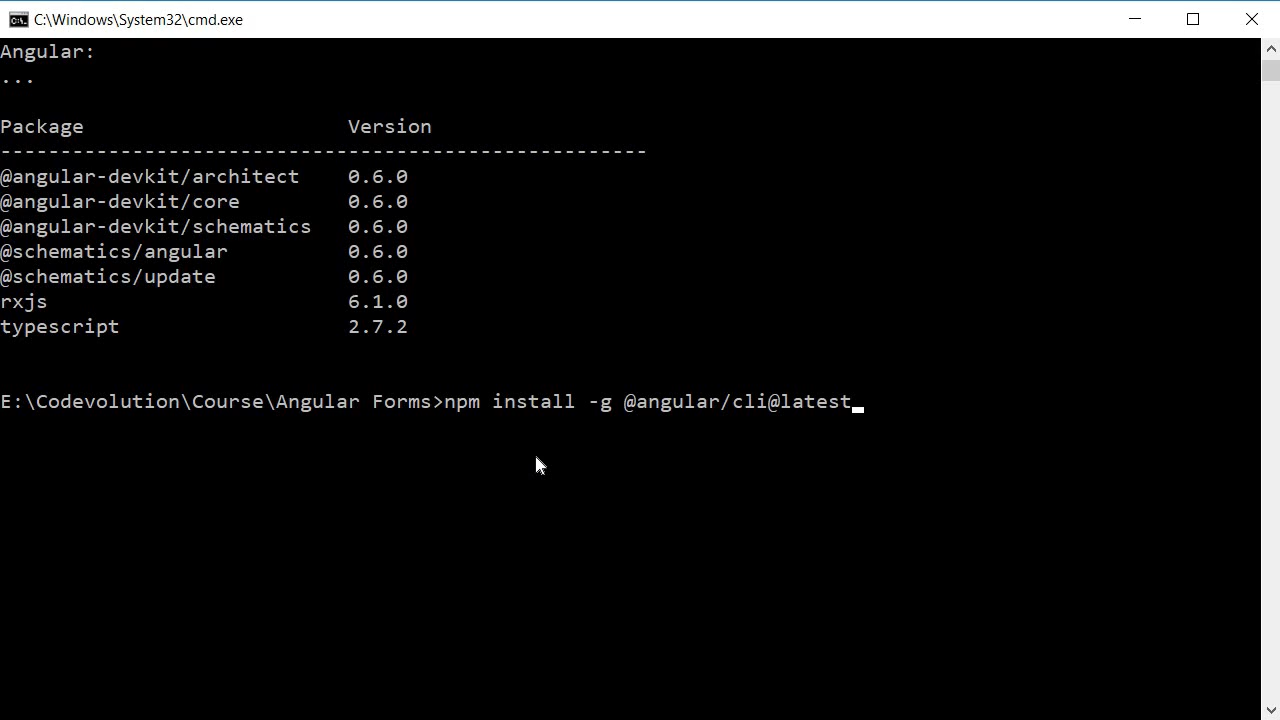 C:\Windows\System32\cmd.exe
Angular:
...
Package Version
------------------------------------------------------
@angular-devkit/architect 0.6.0
@angular-devkit/core 0.6.0
@angular-devkit/schematics 0.6.0
@schematics/angular 0.6.0
@schematics/update 0.6.0
rxjs 6.1.0
typescript 2.7.2
E:\Codevolution\Course\Angular Forms>npm install -g @angular/cli@latest